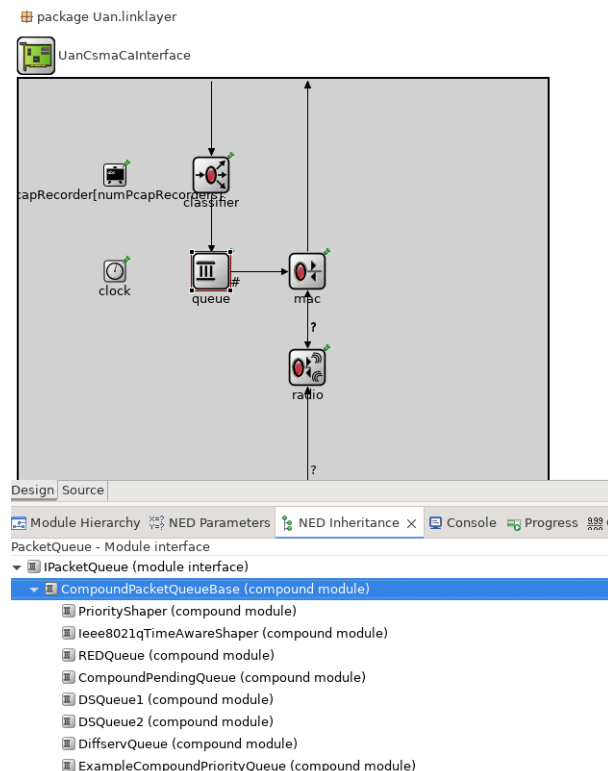 package Uan.linklayer
UanCsmaCaInterface
capRecorder[numPcapRecorders]
classifier
clock
queue
#
mac
?
radio
?
Design Source
Module Hierarchy NED Parameters NED Inheritance Console Progress
PacketQueue - Module interface
IPacketQueue (module interface)
CompoundPacketQueueBase (compound module)
PriorityShaper (compound module)
Ieee8021qTimeAwareShaper (compound module)
REDQueue (compound module)
CompoundPendingQueue (compound module)
DSQueue1 (compound module)
DSQueue2 (compound module)
DiffservQueue (compound module)
ExampleCompoundPriorityQueue (compound module)